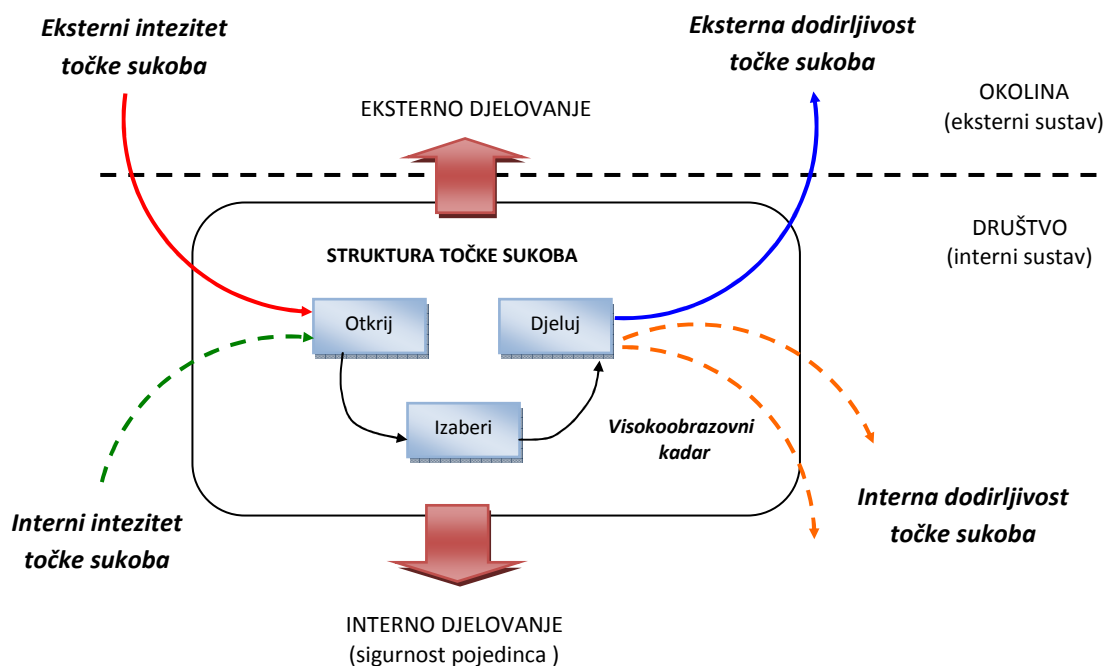 Eksterni intezitet
točke sukoba
Eksterna dodirljivost
točke sukoba
EKSTERNO DJELOVANJE
OKOLINA
(eksterni sustav)
DRUŠTVO
(interni sustav)
STRUKTURA TOČKE SUKOBA
Otkrij
Djeluj
Izaberi
Visokoobrazovni
kadar
Interni intezitet
točke sukoba
Interna dodirljivost
točke sukoba
INTERNO DJELOVANJE
(sigurnost pojedinca )